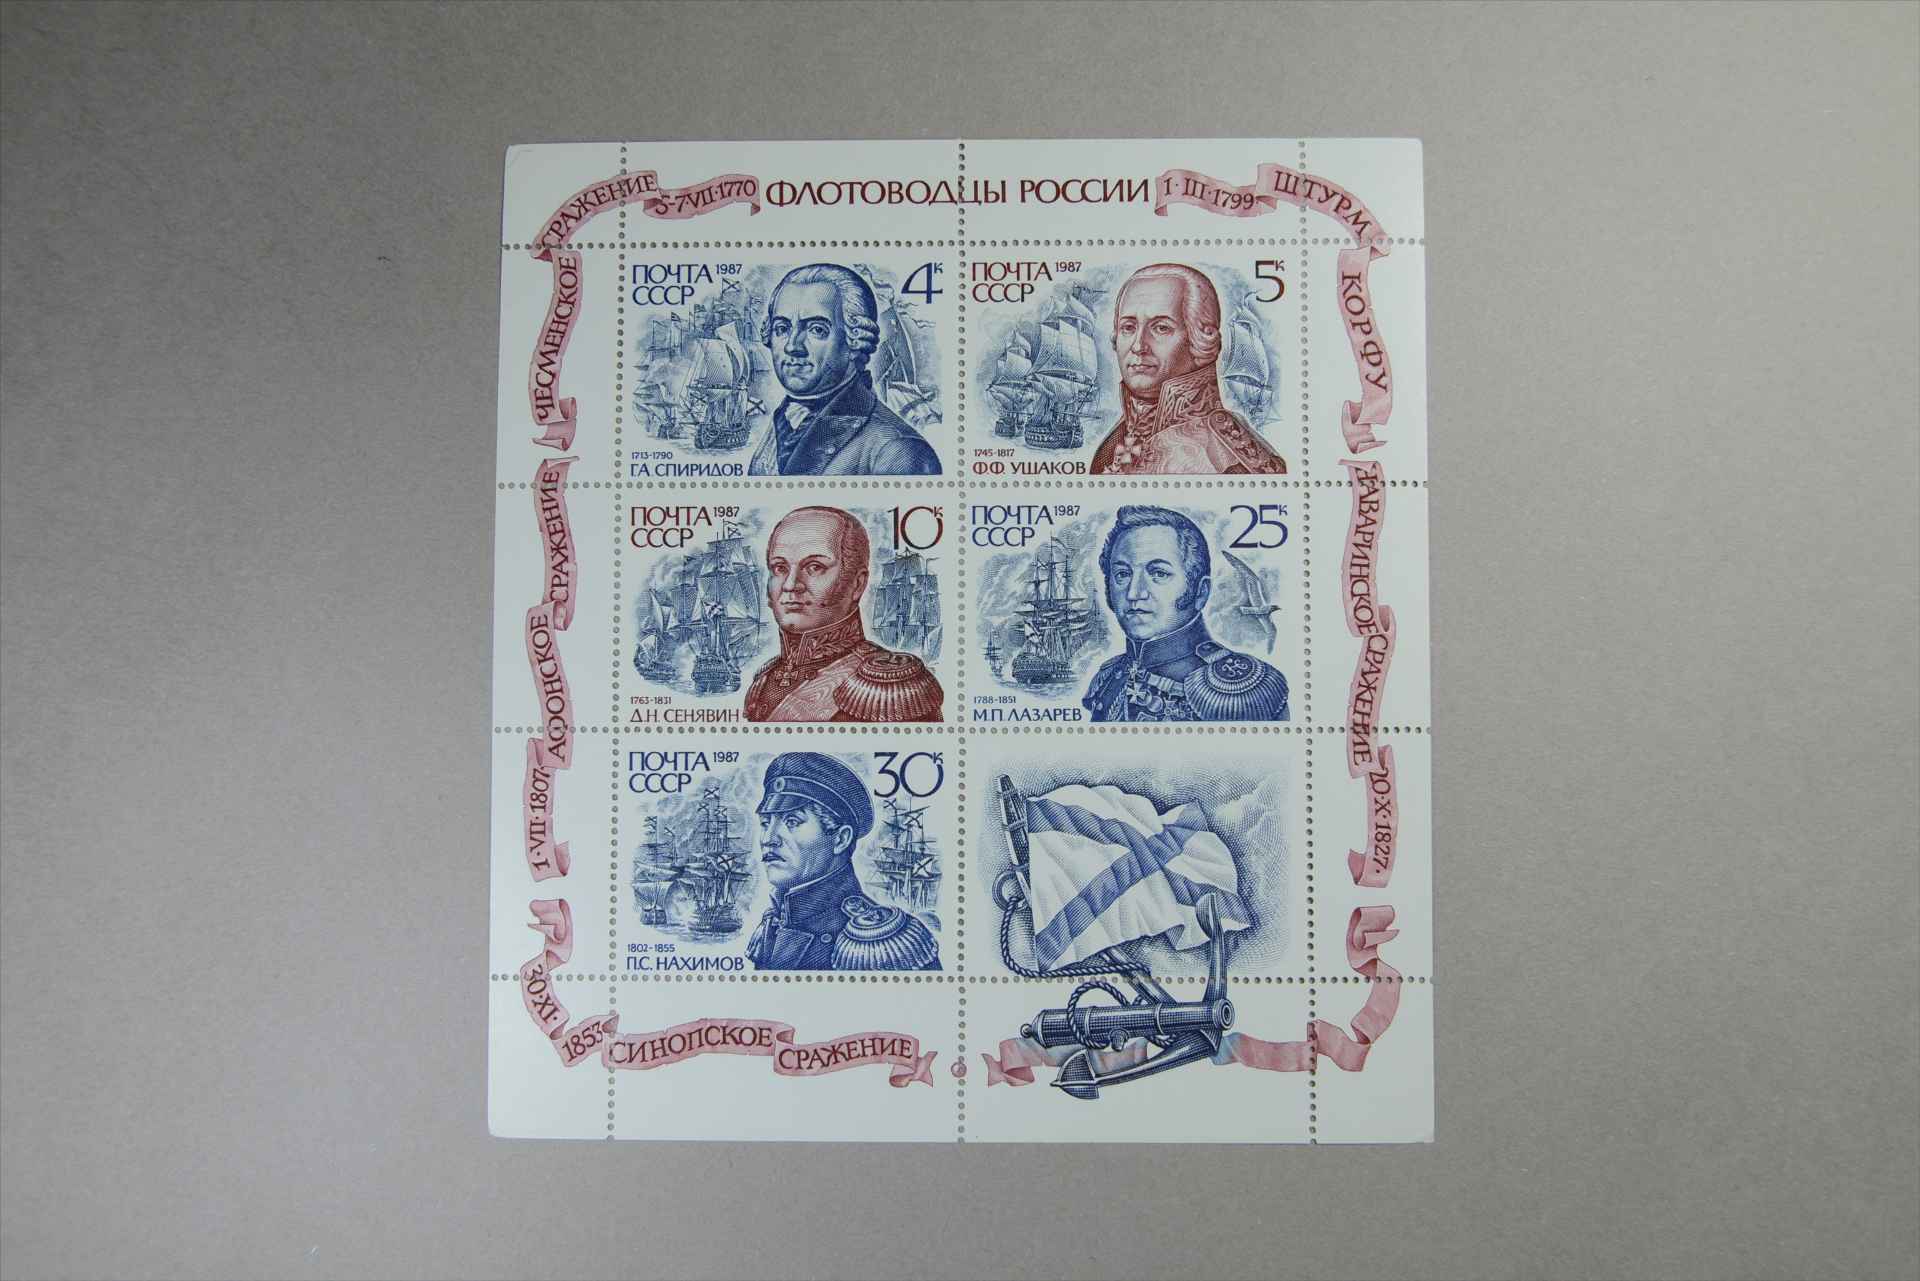 ФЛОТОВОДЦЫ РОССИИ
ЧЕСМЕНСКОЕ СРАЖЕНИЕ 5-7·VII·1770
1·III·1799· ШТУРМ КОРФУ
ПОЧТА 1987 4К
СССР
1713-1790
Г.А. СПИРИДОВ
ПОЧТА 1987 5К
СССР
1745-1817
Ф.Ф. УШАКОВ
1·VII·1807· АФОНСКОЕ СРАЖЕНИЕ
ПОЧТА 1987 10К
СССР
1763-1831
Д.Н. СЕНЯВИН
ПОЧТА 1987 25К
СССР
1788-1851
М.П. ЛАЗАРЕВ
НАВАРИНСКОЕ СРАЖЕНИЕ 20·X·1827·
ПОЧТА 1987 30К
СССР
1802-1855
П.С. НАХИМОВ
30·XI· 1853· СИНОПСКОЕ СРАЖЕНИЕ